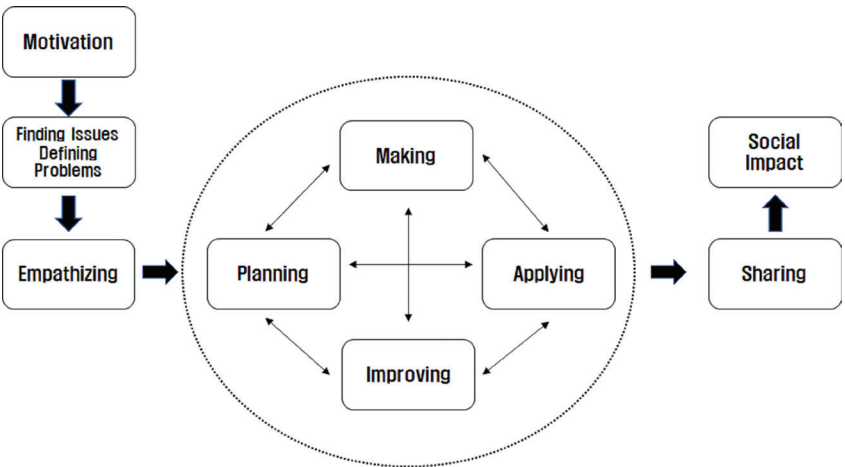 Motivation
Finding Issues
Defining
Problems
Empathizing
Making
Planning
Applying
Improving
Social
Impact
Sharing